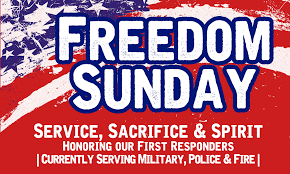 FREEDOM
SUNDAY
SERVICE, SACRIFICE & SPIRIT
HONORING OUR FIRST RESPONDERS
| CURRENTLY SERVING MILITARY, POLICE & FIRE |